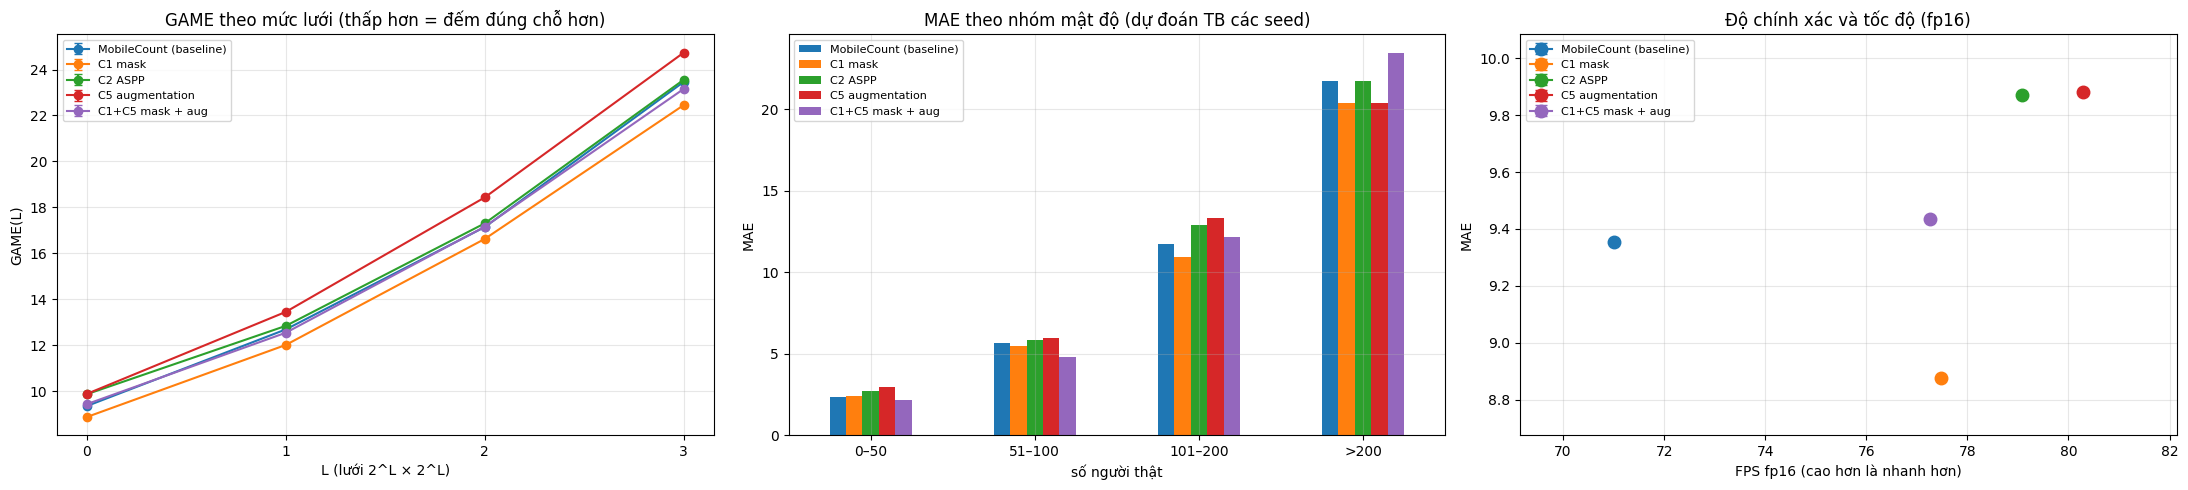 GAME theo mức lưới (thấp hơn = đếm đúng chỗ hơn)
MobileCount (baseline)
C1 mask
C2 ASPP
C5 augmentation
C1+C5 mask + aug
GAME(L)
24
22
20
18
16
14
12
10
0 1 2 3
L (lưới 2^L × 2^L)
MAE theo nhóm mật độ (dự đoán TB các seed)
MobileCount (baseline)
C1 mask
C2 ASPP
C5 augmentation
C1+C5 mask + aug
MAE
20
15
10
5
0
0–50 51–100 101–200 >200
số người thật
Độ chính xác và tốc độ (fp16)
MobileCount (baseline)
C1 mask
C2 ASPP
C5 augmentation
C1+C5 mask + aug
MAE
10.0
9.8
9.6
9.4
9.2
9.0
8.8
70 72 74 76 78 80 82
FPS fp16 (cao hơn là nhanh hơn)